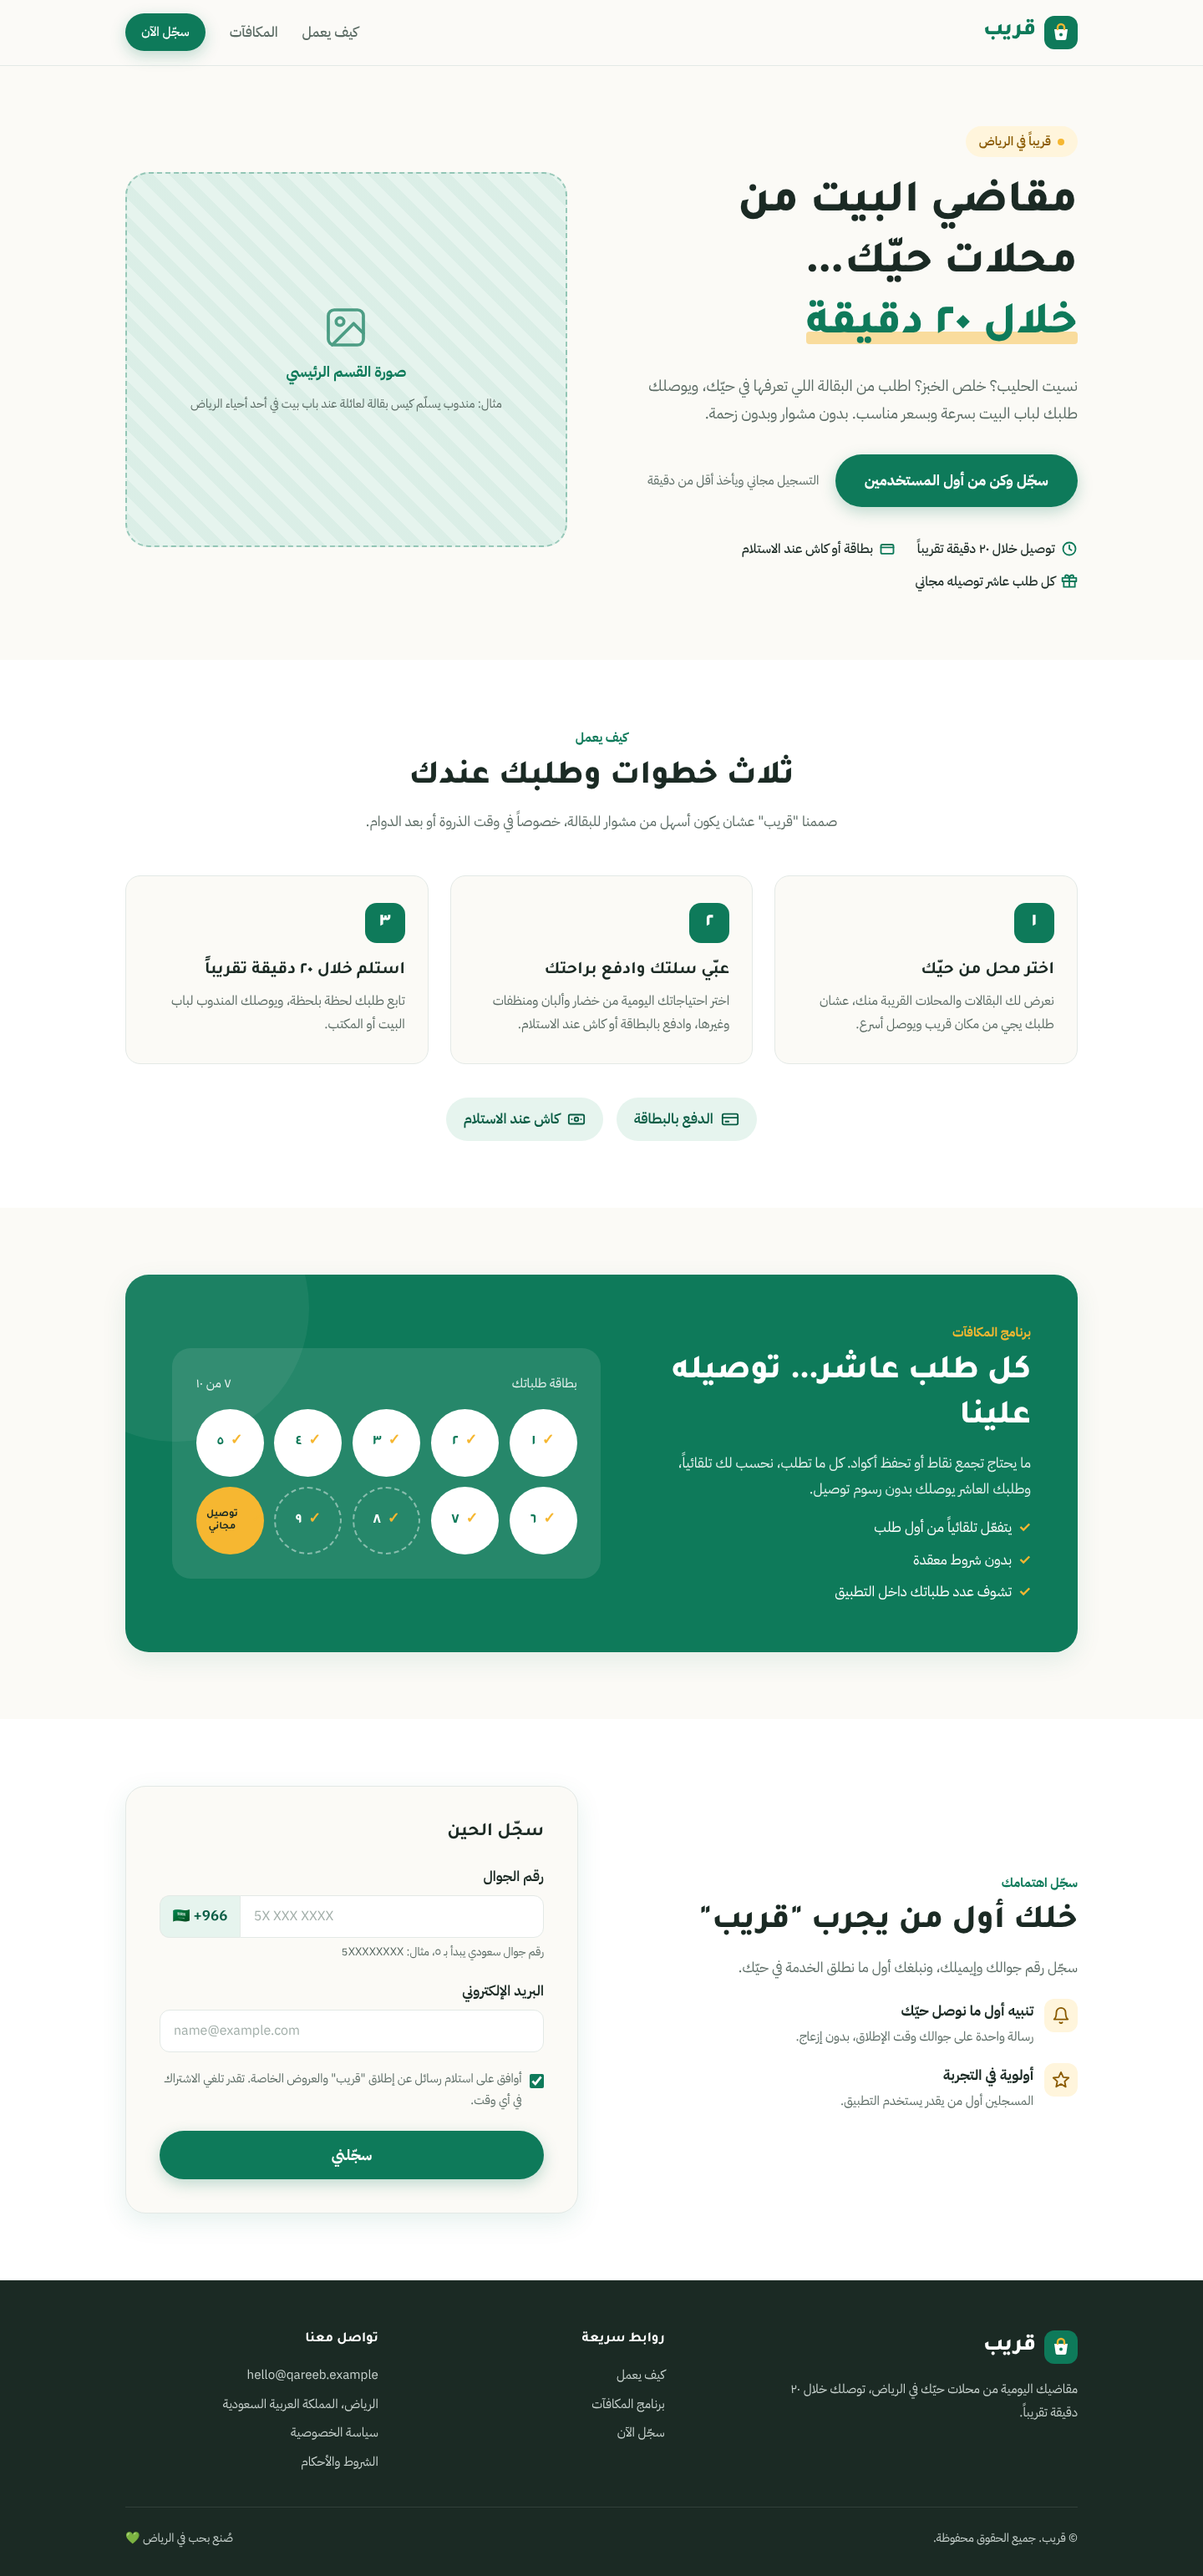 قريب
كيف يعمل
المكافآت
سجّل الآن
قريباً في الرياض
مقاضي البيت من
محلات حيّك...
خلال ٢٠ دقيقة
نسيت الحليب؟ خلص الخبز؟ اطلب من البقالة اللي تعرفها في حيّك، ويوصلك
طلبك لباب البيت بسرعة وبسعر مناسب. بدون مشوار وبدون زحمة.
سجّل وكن من أول المستخدمين
التسجيل مجاني ويأخذ أقل من دقيقة
توصيل خلال ٢٠ دقيقة تقريباً
بطاقة أو كاش عند الاستلام
كل طلب عاشر توصيله مجاني
صورة القسم الرئيسي
مثال: مندوب يسلّم كيس بقالة لعائلة عند باب بيت في أحد أحياء الرياض
كيف يعمل
ثلاث خطوات وطلبك عندك
صممنا "قريب" عشان يكون أسهل من مشوار للبقالة، خصوصاً في وقت الذروة أو بعد الدوام.
١
اختر محل من حيّك
نعرض لك البقالات والمحلات القريبة منك، عشان
طلبك يجي من مكان قريب ويوصل أسرع.
٢
عبّي سلتك وادفع براحتك
اختر احتياجاتك اليومية من خضار وألبان ومنظفات
وغيرها، وادفع بالبطاقة أو كاش عند الاستلام.
٣
استلم خلال ٢٠ دقيقة تقريباً
تابع طلبك لحظة بلحظة، ويوصلك المندوب لباب
البيت أو المكتب.
الدفع بالبطاقة
كاش عند الاستلام
برنامج المكافآت
كل طلب عاشر... توصيله
علينا
ما يحتاج تجمع نقاط أو تحفظ أكواد. كل ما تطلب، نحسب لك تلقائياً،
وطلبك العاشر يوصلك بدون رسوم توصيل.
✓ يتفعّل تلقائياً من أول طلب
✓ بدون شروط معقدة
✓ تشوف عدد طلباتك داخل التطبيق
بطاقة طلباتك
٧ من ١٠
✓ ١
✓ ٢
✓ ٣
✓ ٤
✓ ٥
✓ ٦
✓ ٧
✓ ٨
✓ ٩
توصيل
مجاني
سجّل اهتمامك
خلك أول من يجرب "قريب"
سجّل رقم جوالك وإيميلك، ونبلغك أول ما نطلق الخدمة في حيّك.
تنبيه أول ما نوصل حيّك
رسالة واحدة على جوالك وقت الإطلاق، بدون إزعاج.
أولوية في التجربة
المسجلين أول من يقدر يستخدم التطبيق.
سجّل الحين
رقم الجوال
5X XXX XXXX
🇸🇦 +966
رقم جوال سعودي يبدأ بـ ٥، مثال: 5XXXXXXXX
البريد الإلكتروني
name@example.com
أوافق على استلام رسائل عن إطلاق "قريب" والعروض الخاصة. تقدر تلغي الاشتراك
في أي وقت.
سجّلني
قريب
مقاضيك اليومية من محلات حيّك في الرياض، توصلك خلال ٢٠
دقيقة تقريباً.
روابط سريعة
كيف يعمل
برنامج المكافآت
سجّل الآن
تواصل معنا
hello@qareeb.example
الرياض، المملكة العربية السعودية
سياسة الخصوصية
الشروط والأحكام
© قريب. جميع الحقوق محفوظة.
صُنع بحب في الرياض 💚